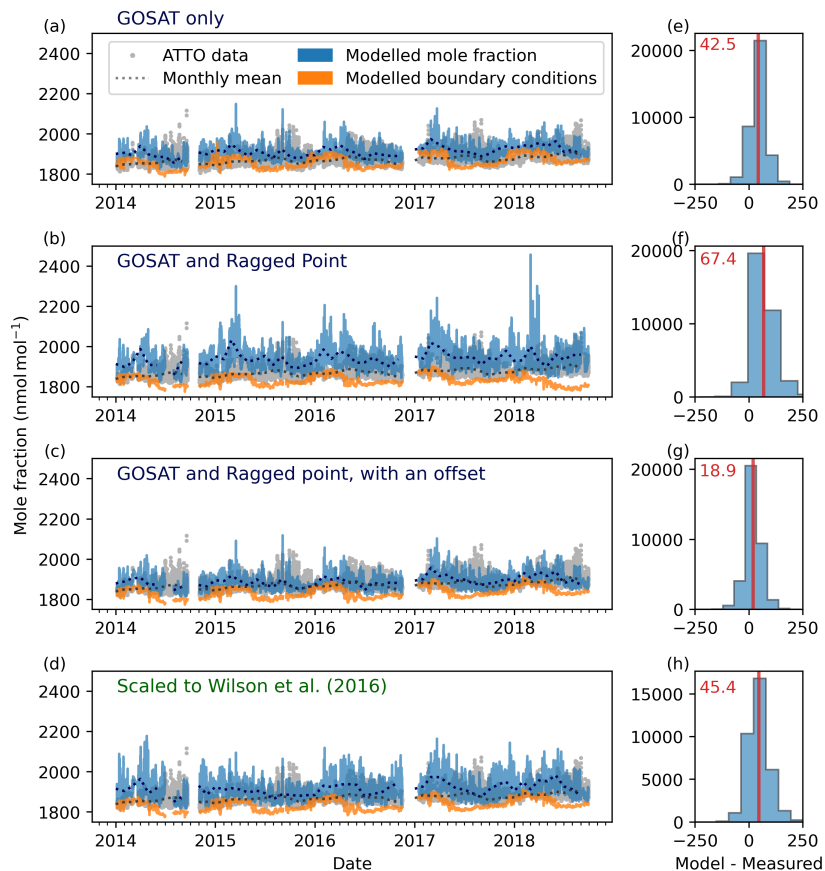 (a) GOSAT only (e)
ATTO data Modelled mole fraction
Monthly mean Modelled boundary conditions
2400
2200
2000
1800
2014 2015 2016 2017 2018
42.5
20000
10000
0
−250 0 250
(b) (f)
GOSAT and Ragged Point
2400
2200
2000
1800
2014 2015 2016 2017 2018
67.4
20000
10000
0
−250 0 250
Mole fraction (nmol mol⁻¹)
(c) (g)
GOSAT and Ragged point, with an offset
2400
2200
2000
1800
2014 2015 2016 2017 2018
18.9
20000
10000
0
−250 0 250
(d) (h)
Scaled to Wilson et al. (2016)
2400
2200
2000
1800
2014 2015 2016 2017 2018
Date
45.4
15000
10000
5000
0
−250 0 250
Model - Measured